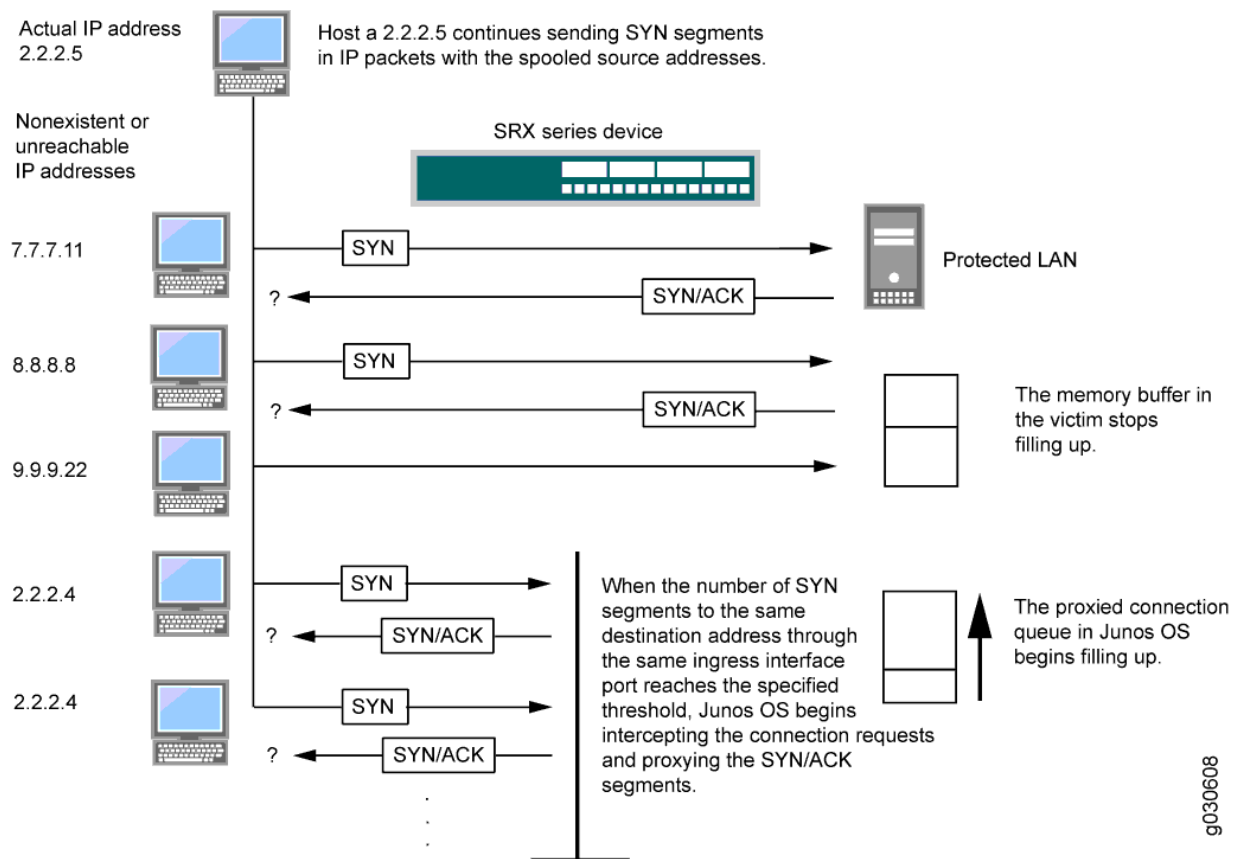 Actual IP address
2.2.2.5
Host a 2.2.2.5 continues sending SYN segments
in IP packets with the spooled source addresses.
Nonexistent or
unreachable
IP addresses
SRX series device
7.7.7.11
SYN
Protected LAN
?
SYN/ACK
8.8.8.8
SYN
?
SYN/ACK
The memory buffer in
the victim stops
filling up.
9.9.9.22
2.2.2.4
SYN
?
SYN/ACK
2.2.2.4
SYN
?
SYN/ACK
When the number of SYN
segments to the same
destination address through
the same ingress interface
port reaches the specified
threshold, Junos OS begins
intercepting the connection requests
and proxying the SYN/ACK
segments.
The proxied connection
queue in Junos OS
begins filling up.
g030608